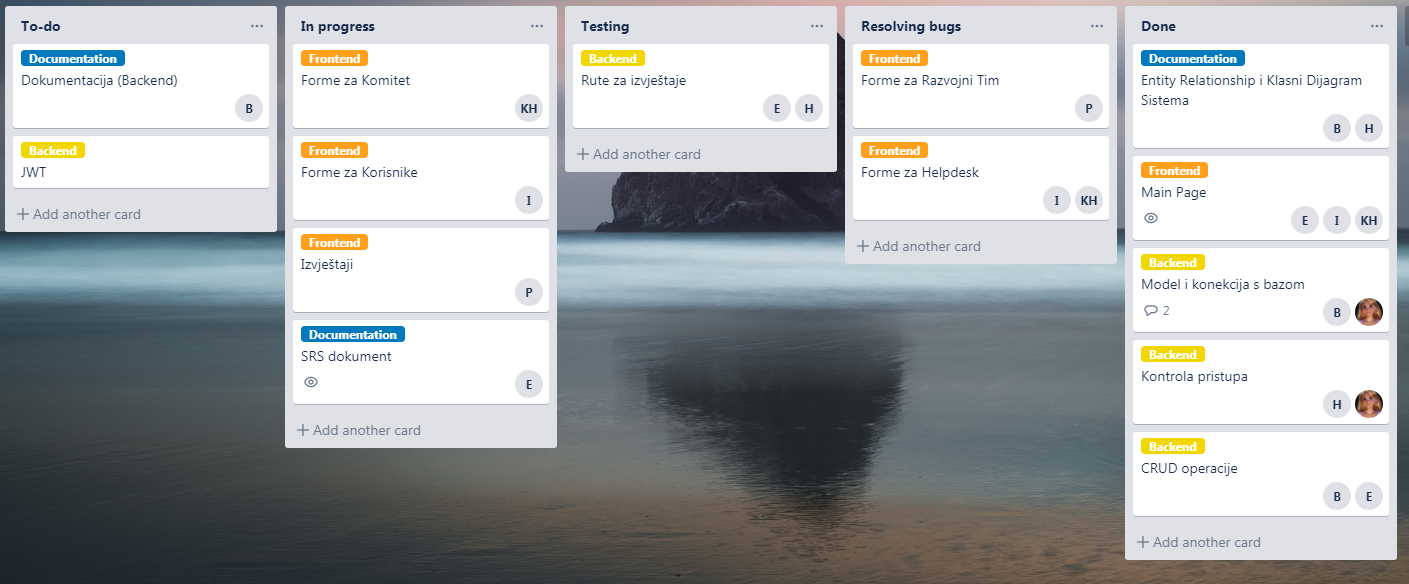 To-do
Documentation
Dokumentacija (Backend)
B
Backend
JWT
Add another card
In progress
Frontend
Forme za Komitet
KH
Frontend
Forme za Korisnike
I
Frontend
Izvještaji
P
Documentation
SRS dokument
E
Add another card
Testing
Backend
Rute za izvještaje
E H
Add another card
Resolving bugs
Frontend
Forme za Razvojni Tim
P
Frontend
Forme za Helpdesk
I KH
Add another card
Done
Documentation
Entity Relationship i Klasni Dijagram
Sistema
B H
Frontend
Main Page
E I KH
Backend
Model i konekcija s bazom
2 B
Backend
Kontrola pristupa
H
Backend
CRUD operacije
B E
Add another card